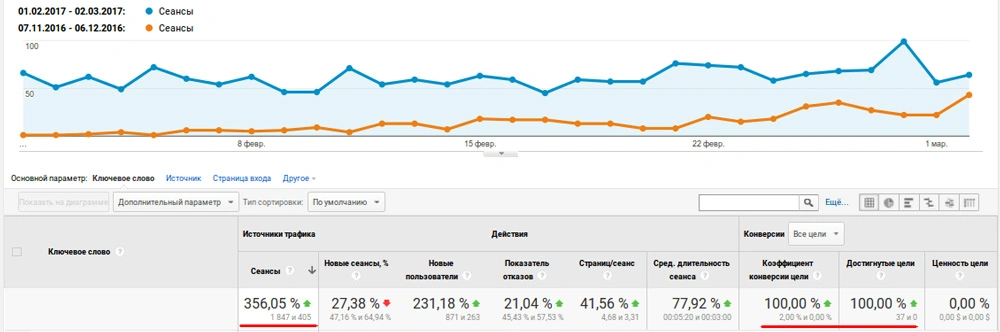 01.02.2017 - 02.03.2017: Сеансы
07.11.2016 - 06.12.2016: Сеансы
100
50
... 8 февр. 15 февр. 22 февр. 1 мар.
Основной параметр: Ключевое слово Источник Страница входа Другое
Показать на диаграмме Дополнительный параметр Тип сортировки: По умолчанию Ещё...
Ключевое слово ? Источники трафика Действия Конверсии Все цели
Сеансы ? Новые сеансы, % ? Новые пользователи ? Показатель отказов ? Страниц/сеанс ? Сред. длительность сеанса ? Коэффициент конверсии цели ? Достигнутые цели ? Ценность цели ?
356,05 % 27,38 % 231,18 % 21,04 % 41,56 % 77,92 % 100,00 % 100,00 % 0,00 %
1 847 и 405 47,16 % и 64,94 % 871 и 263 45,43 % и 57,53 % 4,68 и 3,31 00:05:20 и 00:03:00 2,00 % и 0,00 % 37 и 0 0,00 $ и 0,00 $